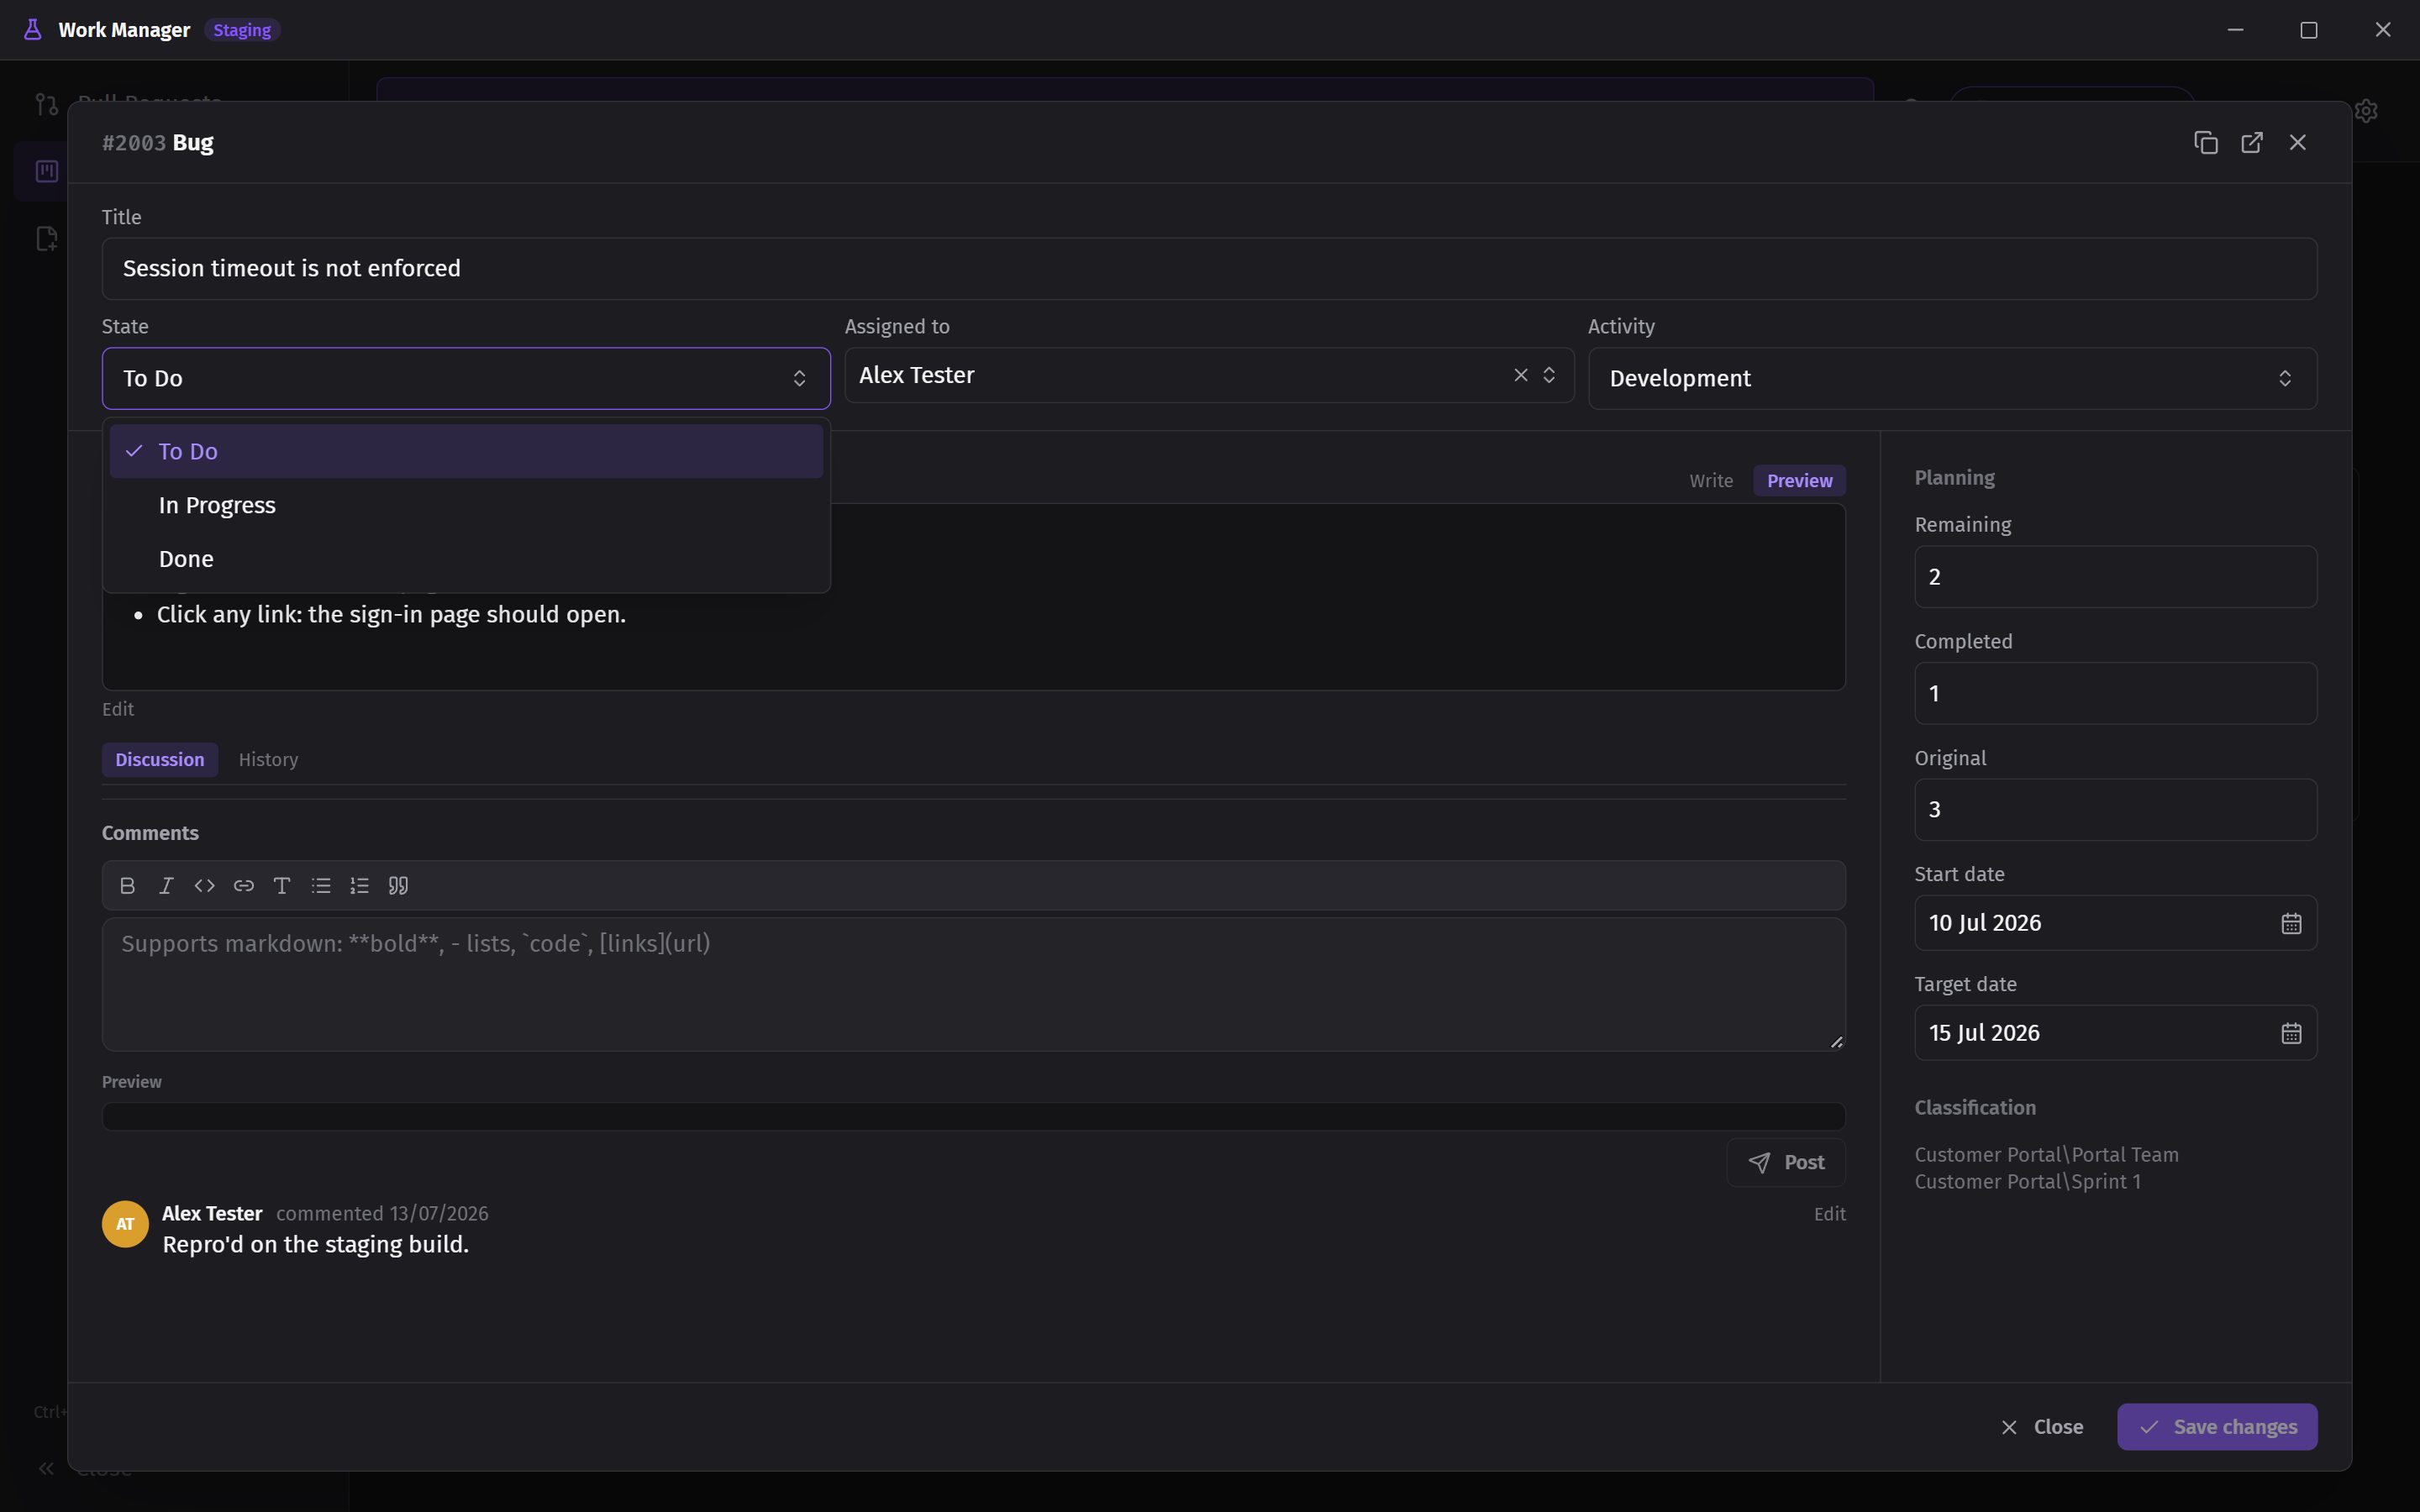 Work Manager Staging
#2003 Bug
Title
Session timeout is not enforced
State
Assigned to
Activity
To Do
Alex Tester
Development
To Do
In Progress
Done
Write
Preview
• Click any link: the sign-in page should open.
Edit
Discussion
History
Comments
Supports markdown: **bold**, - lists, `code`, [links](url)
Preview
Post
AT
Alex Tester commented 13/07/2026
Edit
Repro'd on the staging build.
Planning
Remaining
2
Completed
1
Original
3
Start date
10 Jul 2026
Target date
15 Jul 2026
Classification
Customer Portal\Portal Team
Customer Portal\Sprint 1
Close
Save changes